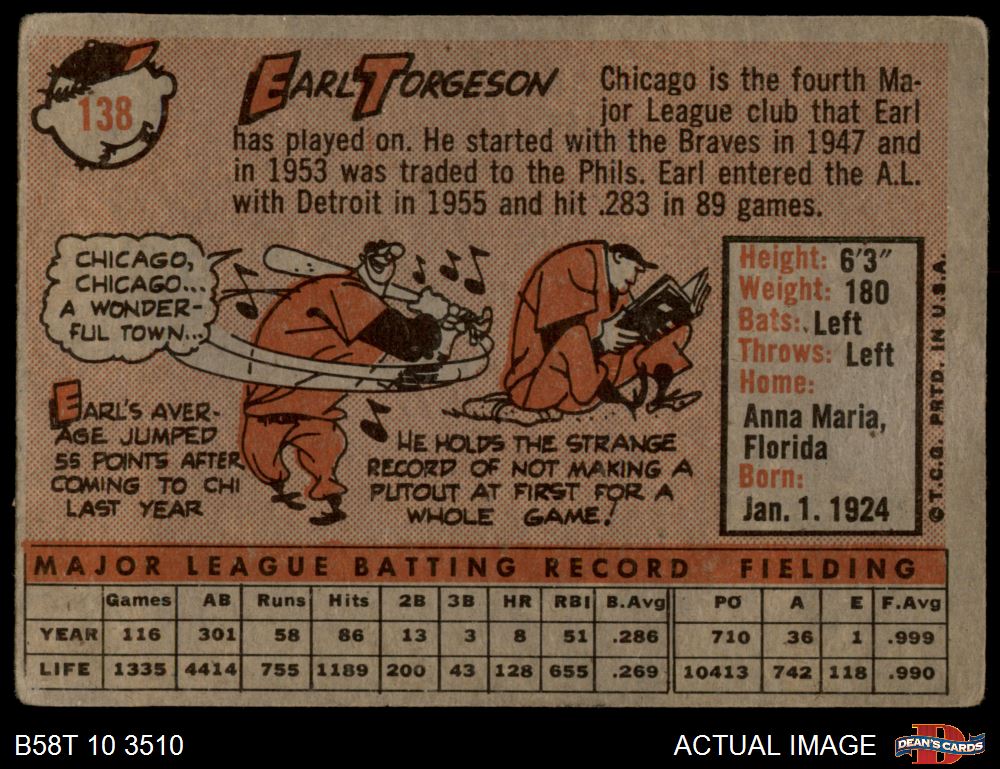 138
EARL TORGESON
Chicago is the fourth Ma-
jor League club that Earl
has played on. He started with the Braves in 1947 and
in 1953 was traded to the Phils. Earl entered the A.L.
with Detroit in 1955 and hit .283 in 89 games.
CHICAGO,
CHICAGO...
A WONDER-
FUL TOWN...
EARL'S AVER-
AGE JUMPED
55 POINTS AFTER
COMING TO CHI
LAST YEAR
HE HOLDS THE STRANGE
RECORD OF NOT MAKING A
PUTOUT AT FIRST FOR A
WHOLE GAME!
Height: 6'3"
Weight: 180
Bats: Left
Throws: Left
Home:
Anna Maria,
Florida
Born:
Jan. 1. 1924
© T.C.G. PRTD. IN U.S.A.
MAJOR LEAGUE BATTING RECORD FIELDING
Games AB Runs Hits 2B 3B HR RBI B.Avg PO A E F.Avg
YEAR 116 301 58 86 13 3 8 51 .286 710 36 1 .999
LIFE 1335 4414 755 1189 200 43 128 655 .269 10413 742 118 .990
B58T 10 3510
ACTUAL IMAGE
D
DEAN'S CARDS